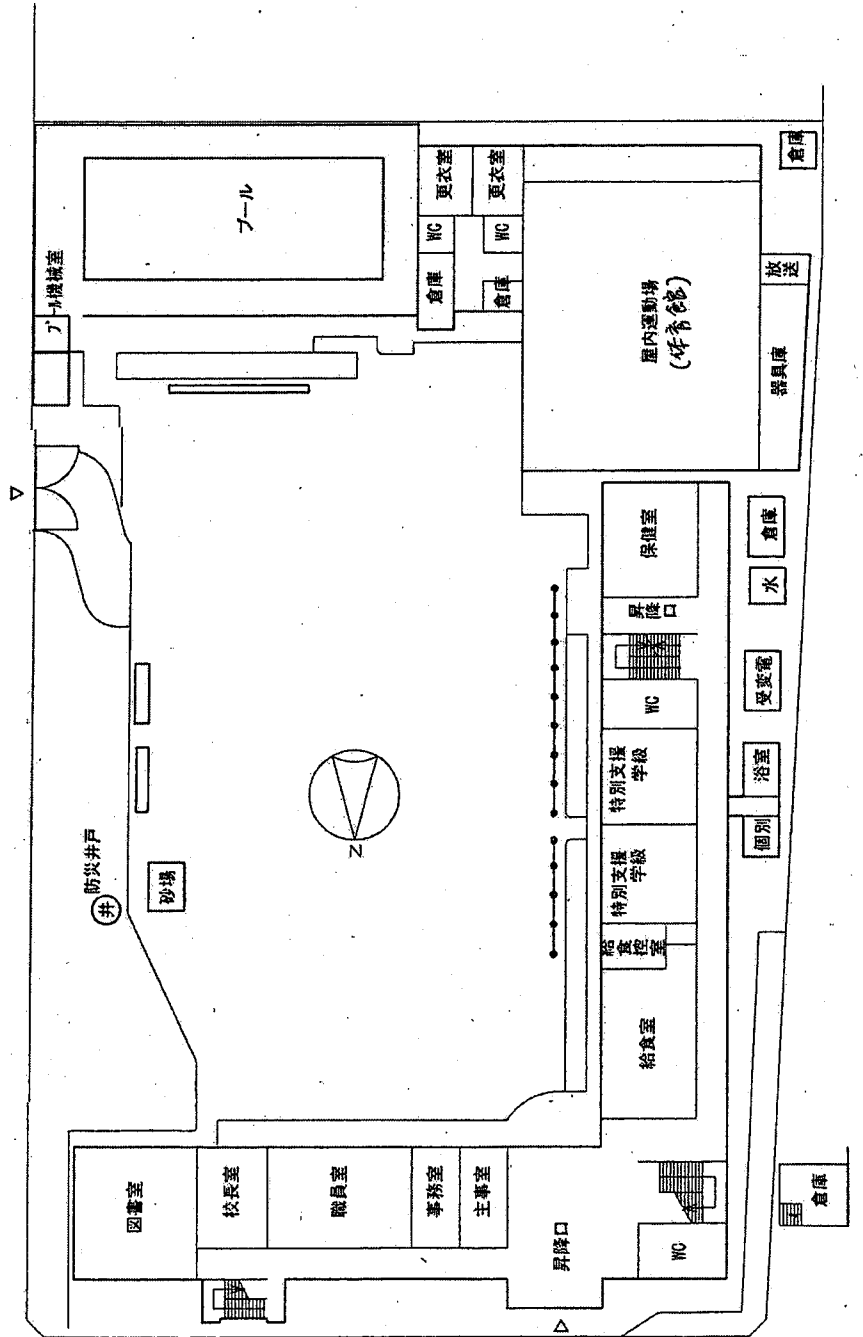 倉庫
WC
昇降口
主事室
事務室
職員室
校長室
図書室
給食室
給食
控室
特別支援
学級
特別支援
学級
WC
昇降口
保健室
個別
浴室
受変電
水
倉庫
N
砂場
井
防災井戸
屋内運動場
(体育館)
器具庫
放送
倉庫
倉庫
倉庫
WC
WC
更衣室
更衣室
プール
プール機械室